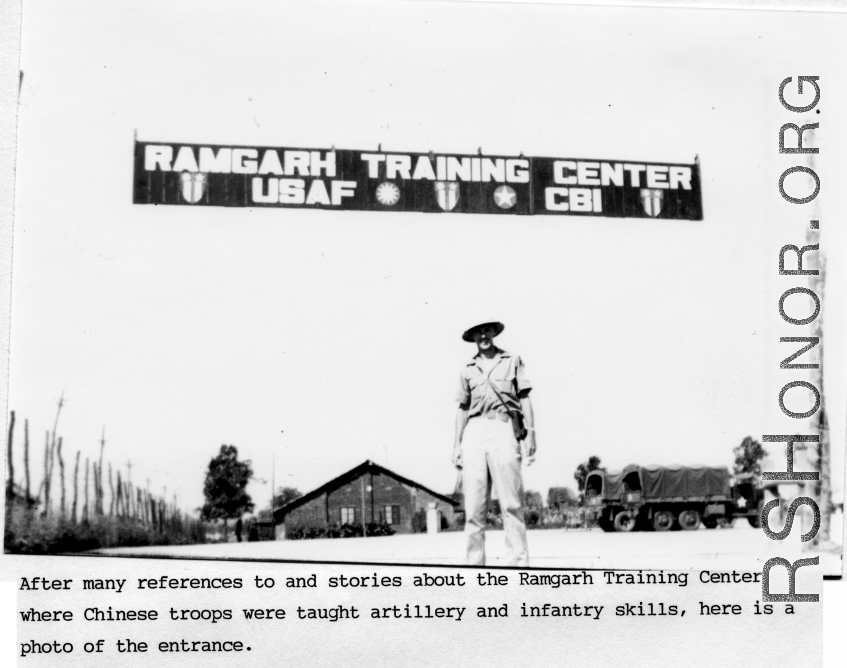 RAMGARH TRAINING CENTER
USAF CBI
After many references to and stories about the Ramgarh Training Center
where Chinese troops were taught artillery and infantry skills, here is a
photo of the entrance.
RSHONOR.ORG